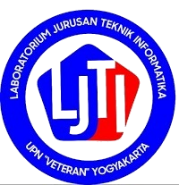 LABORATORIUM JURUSAN TEKNIK INFORMATIKA
LJTI
UPN "VETERAN" YOGYAKARTA